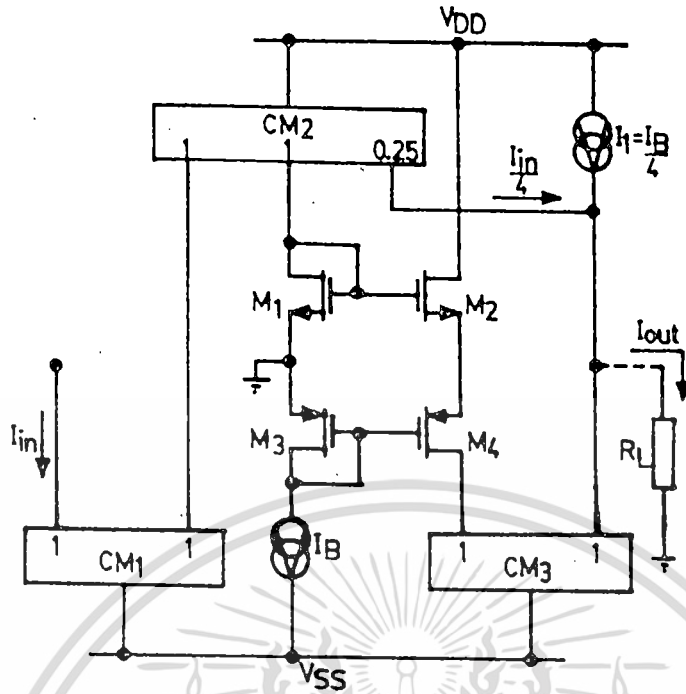 VDD
CM2
1
1
0.25
I1=IB/4
Iin/4
M1
M2
Iout
M3
M4
Iin
RL
IB
1
1
CM1
1
1
CM3
VSS